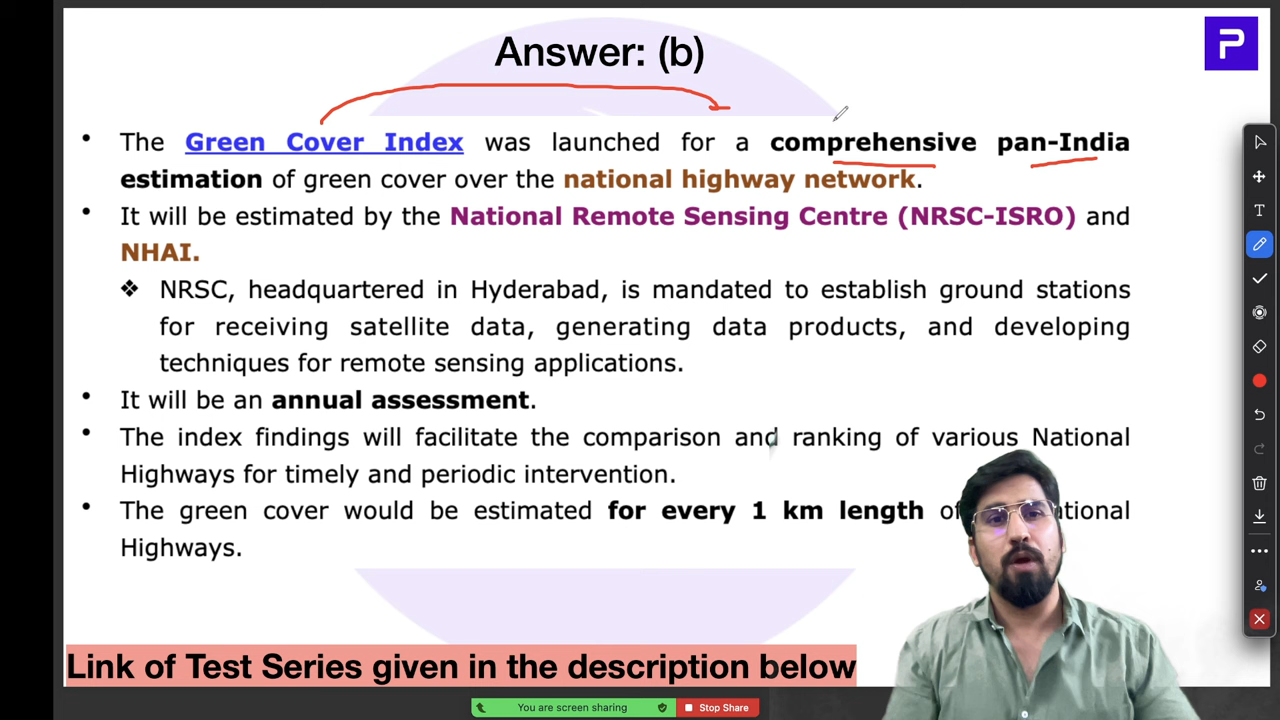 Answer: (b)
P
• The Green Cover Index was launched for a comprehensive pan-India
estimation of green cover over the national highway network.
• It will be estimated by the National Remote Sensing Centre (NRSC-ISRO) and
NHAI.
❖ NRSC, headquartered in Hyderabad, is mandated to establish ground stations
for receiving satellite data, generating data products, and developing
techniques for remote sensing applications.
• It will be an annual assessment.
• The index findings will facilitate the comparison and ranking of various National
Highways for timely and periodic intervention.
• The green cover would be estimated for every 1 km length
Highways.
Link of Test Series given in the description below
You are screen sharing
Stop Share